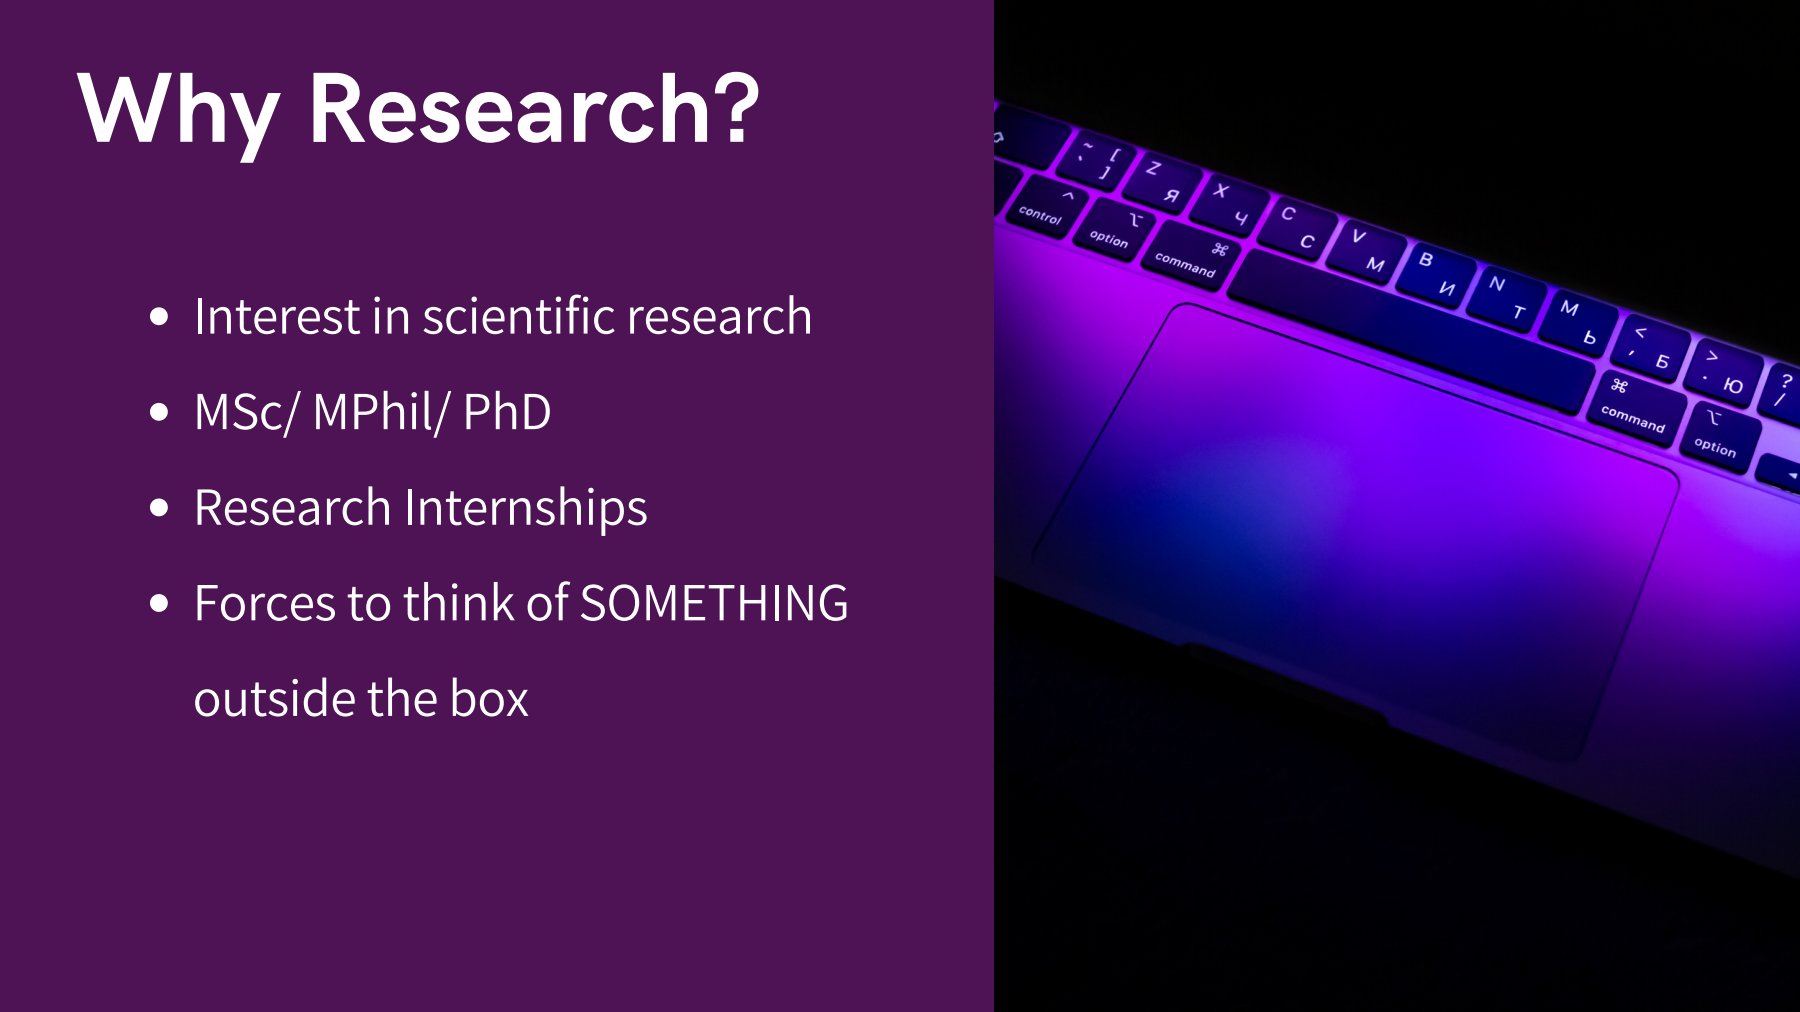 Why Research?
• Interest in scientific research
• MSc/ MPhil/ PhD
• Research Internships
• Forces to think of SOMETHING
outside the box
~ [
` ]
Z Я
X Ч
C С
V М
B И
N Т
M Ь
< , Б
> . Ю
? /
^ control
⌥ option
⌘ command
⌘ command
⌥ option
◄